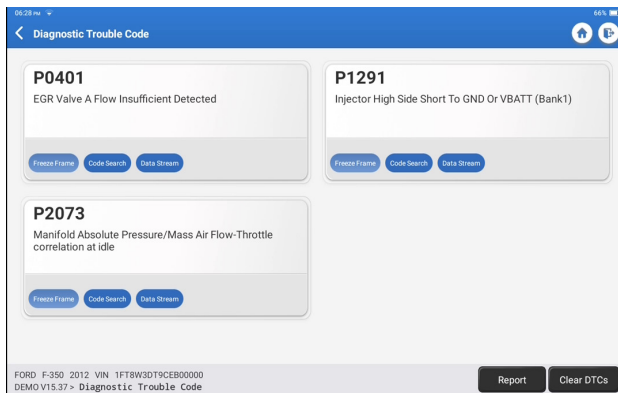 06:28 PM
66%
Diagnostic Trouble Code
P0401
EGR Valve A Flow Insufficient Detected
Freeze Frame
Code Search
Data Stream
P1291
Injector High Side Short To GND Or VBATT (Bank1)
Freeze Frame
Code Search
Data Stream
P2073
Manifold Absolute Pressure/Mass Air Flow-Throttle
correlation at idle
Freeze Frame
Code Search
Data Stream
FORD F-350 2012 VIN 1FT8W3DT9CEB00000
DEMO V15.37 > Diagnostic Trouble Code
Report
Clear DTCs